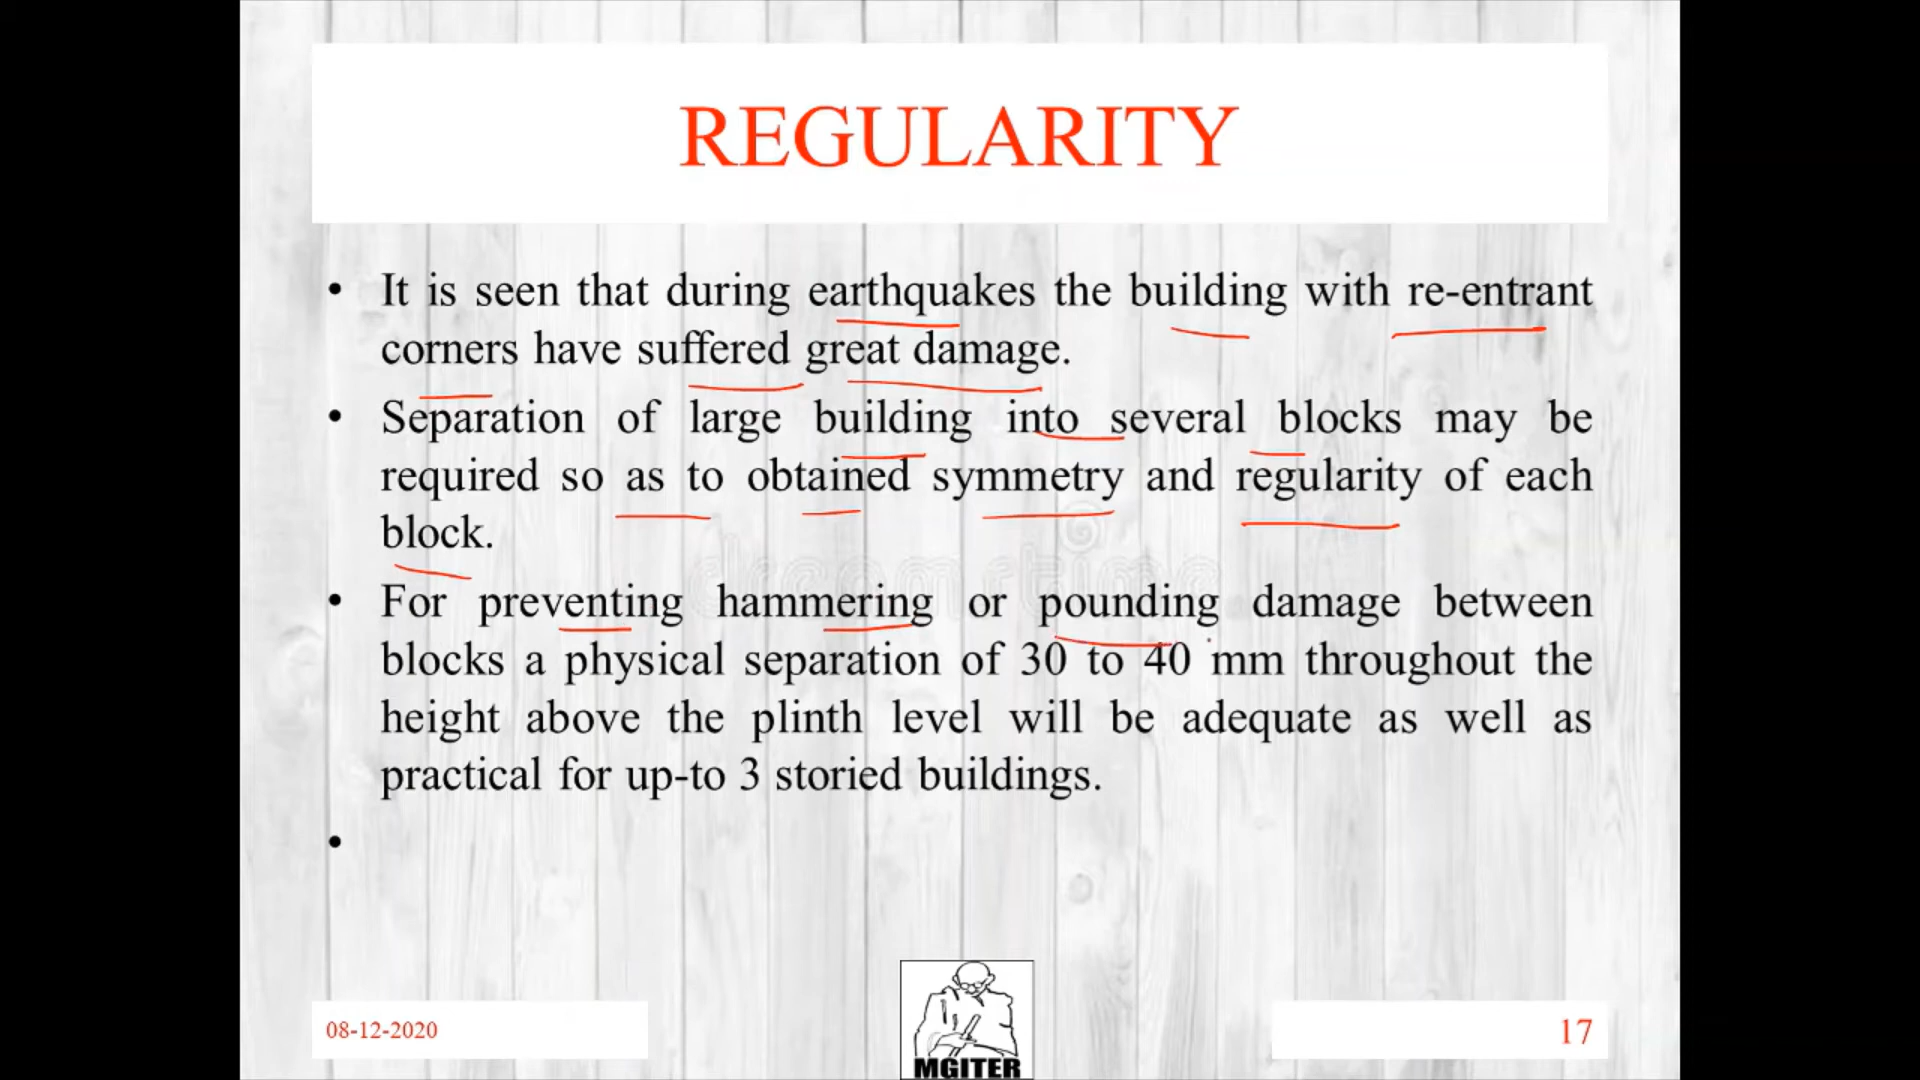 REGULARITY
• It is seen that during earthquakes the building with re-entrant
corners have suffered great damage.
• Separation of large building into several blocks may be
required so as to obtained symmetry and regularity of each
block.
dreamstime
• For preventing hammering or pounding damage between
blocks a physical separation of 30 to 40 mm throughout the
height above the plinth level will be adequate as well as
practical for up-to 3 storied buildings.
•
08-12-2020
MGITER
17